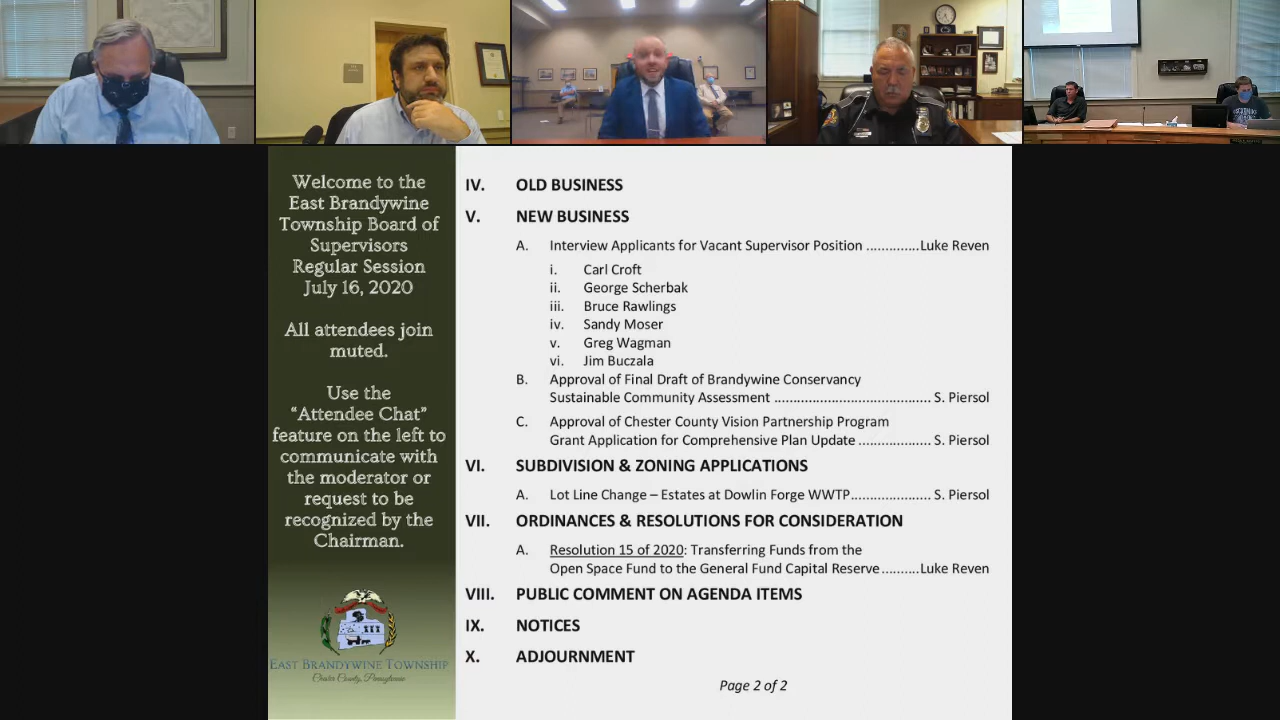 Welcome to the
East Brandywine
Township Board of
Supervisors
Regular Session
July 16, 2020
All attendees join
muted.
Use the
“Attendee Chat”
feature on the left to
communicate with
the moderator or
request to be
recognized by the
Chairman.
EAST BRANDYWINE TOWNSHIP
Chester County, Pennsylvania
IV. OLD BUSINESS
V. NEW BUSINESS
A. Interview Applicants for Vacant Supervisor Position .............Luke Reven
i. Carl Croft
ii. George Scherbak
iii. Bruce Rawlings
iv. Sandy Moser
v. Greg Wagman
vi. Jim Buczala
B. Approval of Final Draft of Brandywine Conservancy
Sustainable Community Assessment ..................................... S. Piersol
C. Approval of Chester County Vision Partnership Program
Grant Application for Comprehensive Plan Update ................. S. Piersol
VI. SUBDIVISION & ZONING APPLICATIONS
A. Lot Line Change – Estates at Dowlin Forge WWTP................... S. Piersol
VII. ORDINANCES & RESOLUTIONS FOR CONSIDERATION
A. Resolution 15 of 2020: Transferring Funds from the
Open Space Fund to the General Fund Capital Reserve.........Luke Reven
VIII. PUBLIC COMMENT ON AGENDA ITEMS
IX. NOTICES
X. ADJOURNMENT
Page 2 of 2